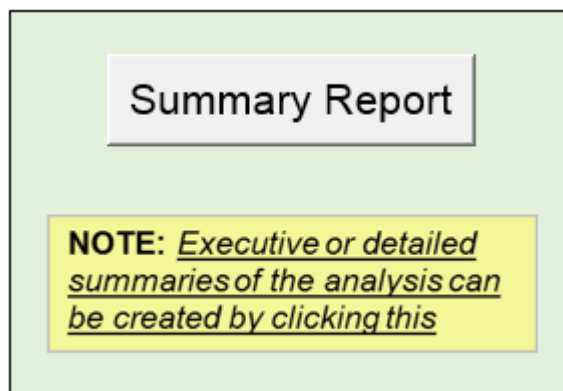 Summary Report
NOTE: Executive or detailed
summaries of the analysis can
be created by clicking this